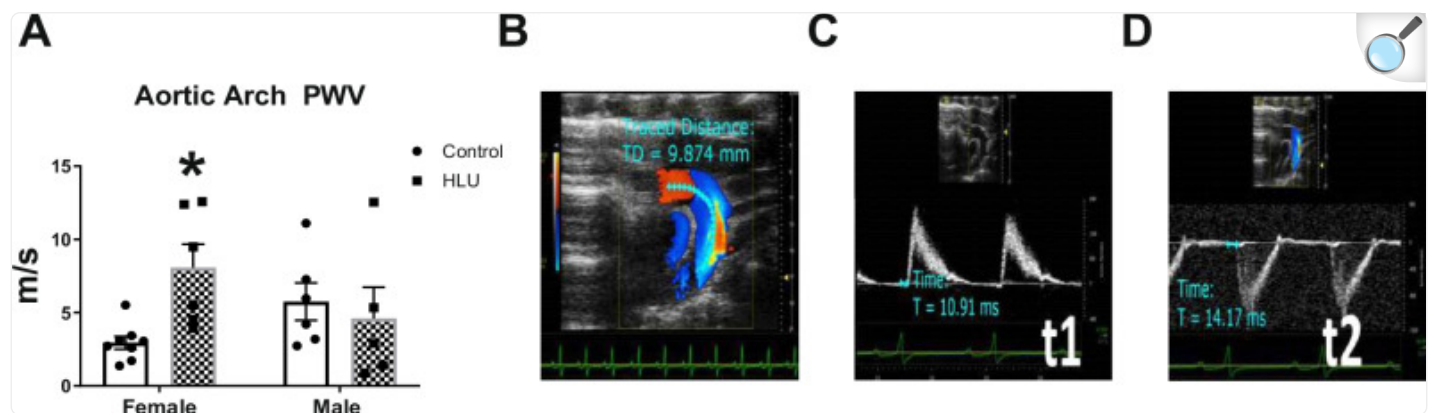 A
B
C
D
Aortic Arch PWV
Control
HLU
*
15
10
5
0
m/s
Female
Male
Traced Distance:
TD = 9.874 mm
Time:
T = 10.91 ms
t1
Time:
T = 14.17 ms
t2